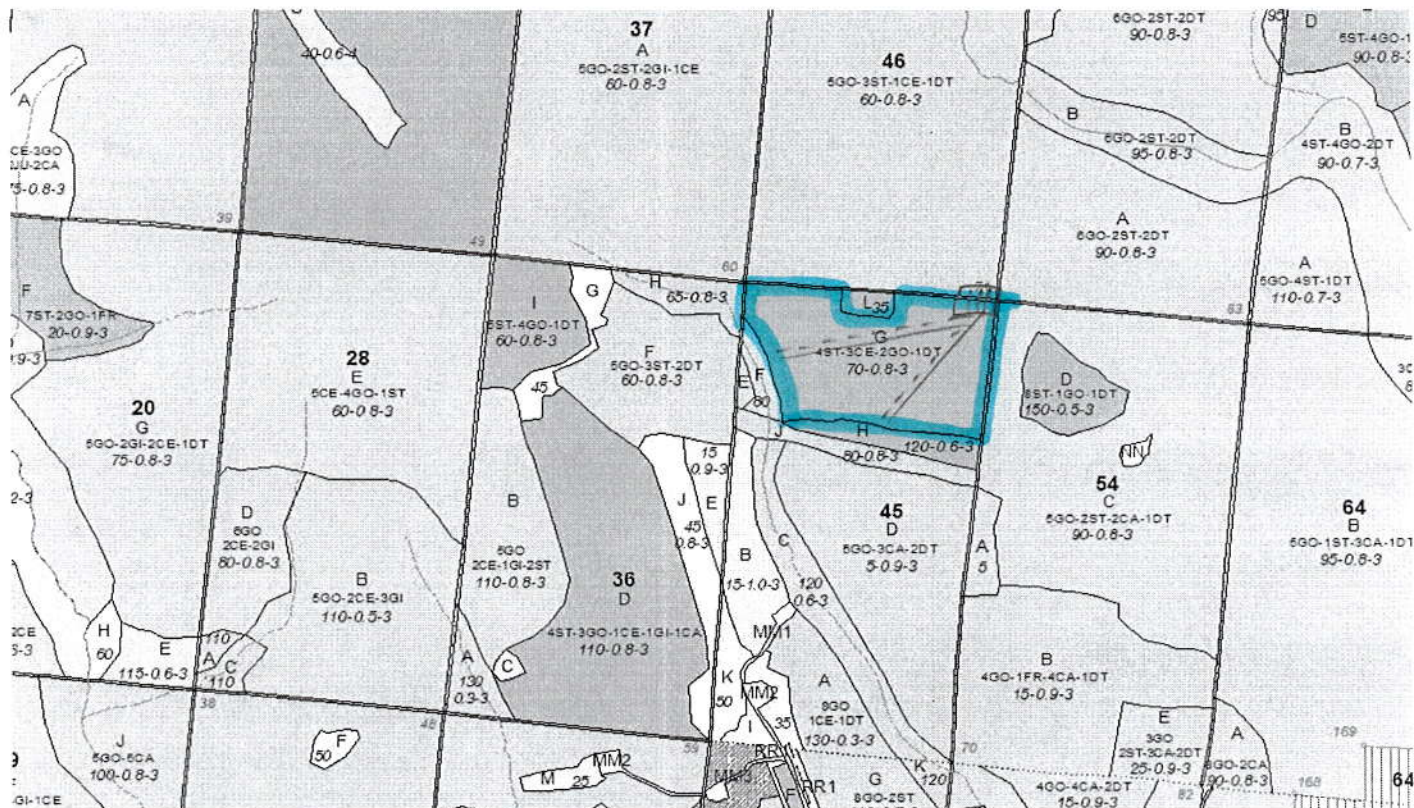 37
A
6GO-2ST-2GI-1CE
60-0.8-3
40-0.6-4
46
6GO-3ST-1CE-1DT
60-0.8-3
6GO-2ST-2DT
90-0.8-3
95
D
90-0.8-3
A
CE-3GO
75-0.8-3
B
6GO-2ST-2DT
95-0.8-3
B
4ST-4GO-2DT
90-0.7-3
39
49
60
A
6GO-2ST-2DT
90-0.8-3
A
5GO-4ST-1DT
110-0.7-3
83
F
7ST-2GO-1FR
20-0.9-3
I
5ST-4GO-1DT
60-0.8-3
G
H
65-0.8-3
L
35
G
4ST-3CE-2GO-1DT
70-0.8-3
F
5GO-3ST-2DT
60-0.8-3
E
F
60
28
E
5CE-4GO-1ST
60-0.8-3
45
D
8ST-1GO-1DT
150-0.5-3
NN
20
G
5GO-2GI-2CE-1DT
75-0.8-3
J
H
120-0.6-3
80-0.8-3
15
0.9-3
J
E
45
0.8-3
B
5GO
2CE-1GI-2ST
110-0.8-3
D
6GO
2CE-2GI
80-0.8-3
B
5GO-2CE-3GI
110-0.5-3
36
D
4ST-3GO-1CE-1GI-1CA
110-0.8-3
B
15-1.0-3
C
120
0.6-3
45
D
5GO-3CA-2DT
5-0.9-3
A
5
54
C
5GO-2ST-2CA-1DT
90-0.8-3
64
B
5GO-1ST-3CA-1DT
95-0.8-3
H
60
E
115-0.6-3
110
A
C
110
A
130
0.3-3
C
K
50
MM1
MM2
I
35
A
8GO
1CE-1DT
130-0.3-3
B
4GO-1FR-4CA-1DT
15-0.9-3
E
3GO
2ST-3CA-2DT
25-0.9-3
A
8GO-2CA
90-0.8-3
38
48
59
70
82
J
5GO-5CA
100-0.8-3
F
50
M
25
MM2
MM3
RR1
F
G
8GO-2ST
K
120
4GO-4CA-2DT
15-0.9-3
169
168
64